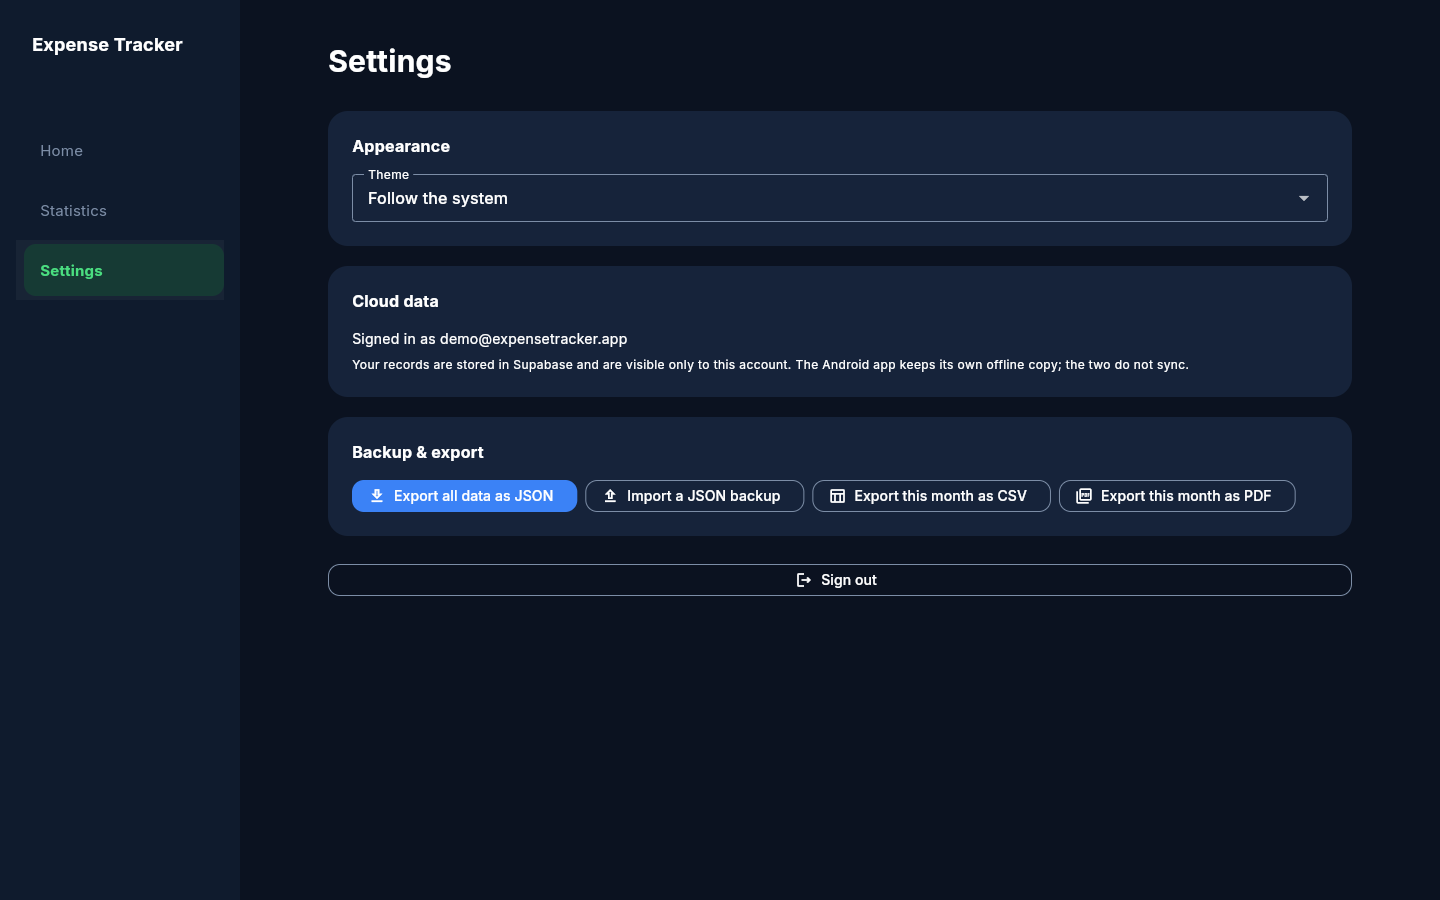 Expense Tracker
Home
Statistics
Settings
Settings
Appearance
Theme
Follow the system
Cloud data
Signed in as demo@expensetracker.app
Your records are stored in Supabase and are visible only to this account. The Android app keeps its own offline copy; the two do not sync.
Backup & export
Export all data as JSON
Import a JSON backup
Export this month as CSV
Export this month as PDF
Sign out